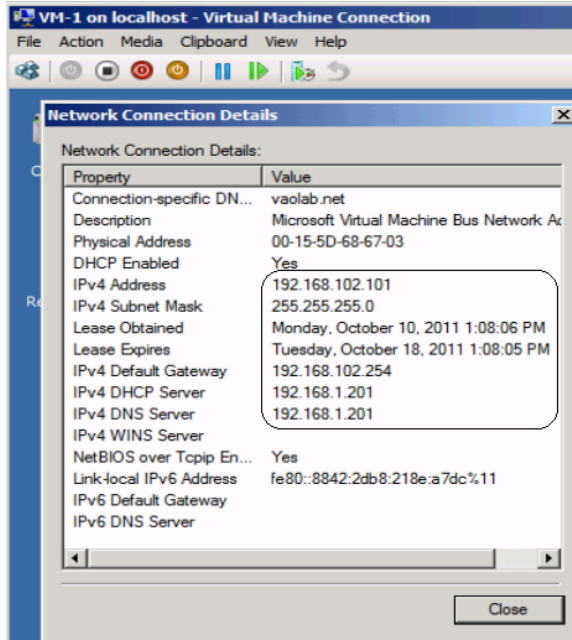 VM-1 on localhost - Virtual Machine Connection
File Action Media Clipboard View Help
Network Connection Details
Network Connection Details:
Property Value
Connection-specific DN... vaolab.net
Description Microsoft Virtual Machine Bus Network
Physical Address 00-15-5D-68-67-03
DHCP Enabled Yes
IPv4 Address 192.168.102.101
IPv4 Subnet Mask 255.255.255.0
Lease Obtained Monday, October 10, 2011 1:08:06 PM
Lease Expires Tuesday, October 18, 2011 1:08:05 PM
IPv4 Default Gateway 192.168.102.254
IPv4 DHCP Server 192.168.1.201
IPv4 DNS Server 192.168.1.201
IPv4 WINS Server
NetBIOS over Tcpip En... Yes
Link-local IPv6 Address fe80::8842:2db8:218e:a7dc%11
IPv6 Default Gateway
IPv6 DNS Server
Close